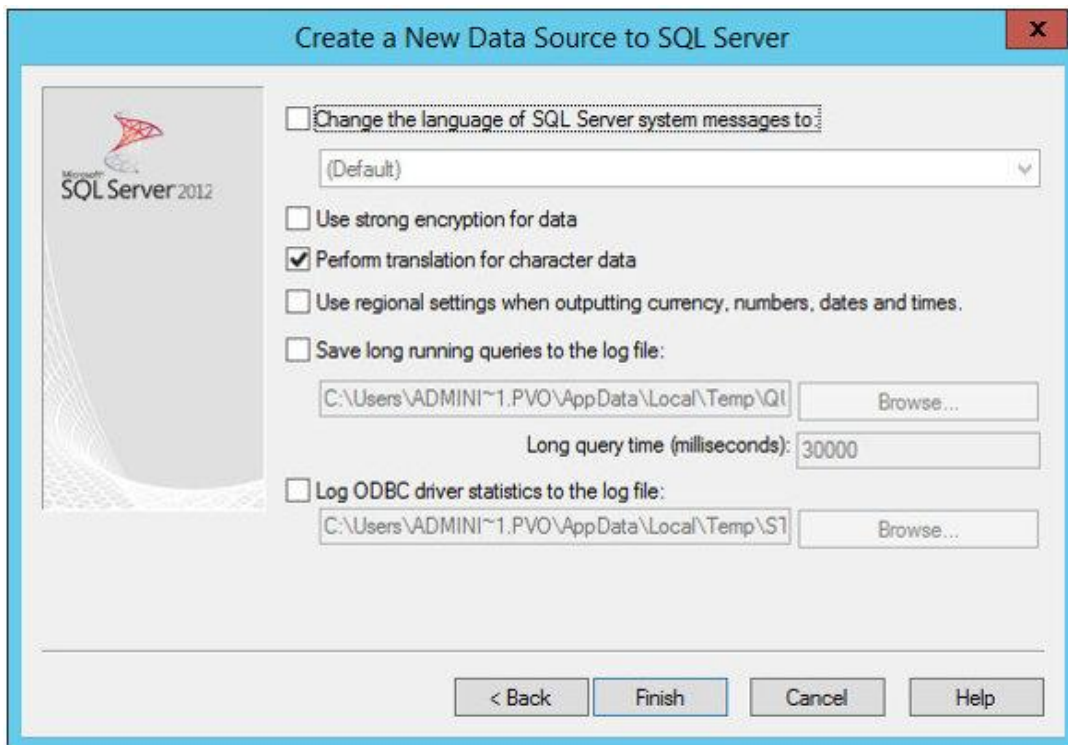 Create a New Data Source to SQL Server
x
Microsoft®
SQL Server 2012
Change the language of SQL Server system messages to:
(Default)
Use strong encryption for data
Perform translation for character data
Use regional settings when outputting currency, numbers, dates and times.
Save long running queries to the log file:
C:\Users\ADMINI~1.PVO\AppData\Local\Temp\QU Browse...
Long query time (milliseconds): 30000
Log ODBC driver statistics to the log file:
C:\Users\ADMINI~1.PVO\AppData\Local\Temp\ST Browse...
< Back Finish Cancel Help